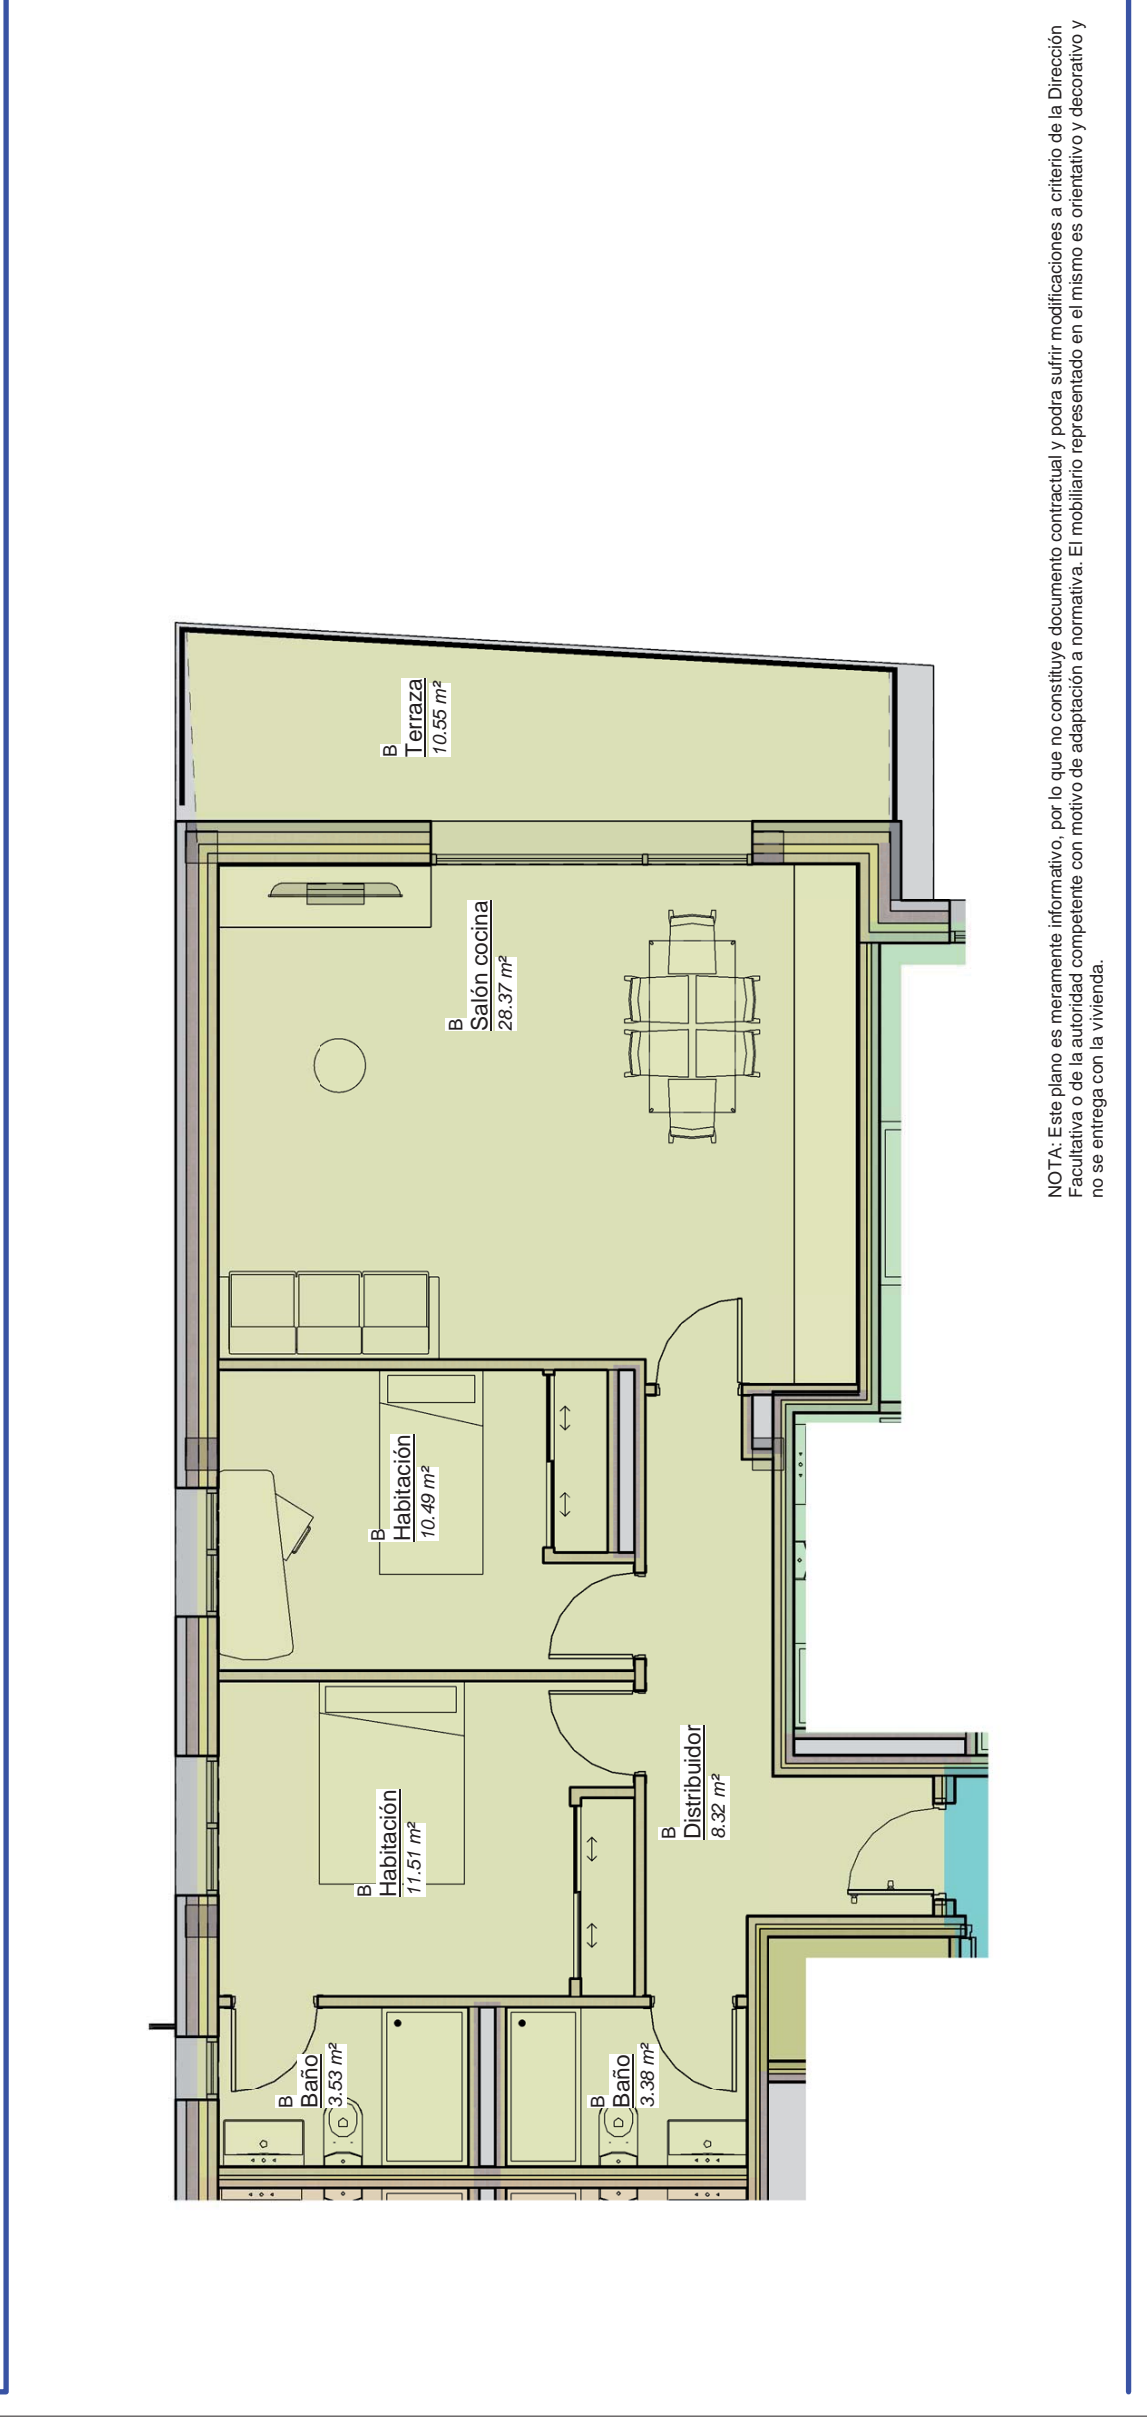 B
Terraza
10.55 m²
B
Salón cocina
28.37 m²
B
Habitación
10.49 m²
B
Habitación
11.51 m²
B
Distribuidor
8.32 m²
B
Baño
3.53 m²
B
Baño
3.38 m²
NOTA: Este plano es meramente informativo, por lo que no constituye documento contractual y podra sufrir modificaciones a criterio de la Dirección
Facultativa o de la autoridad competente con motivo de adaptación a normativa. El mobiliario representado en el mismo es orientativo y decorativo y
no se entrega con la vivienda.